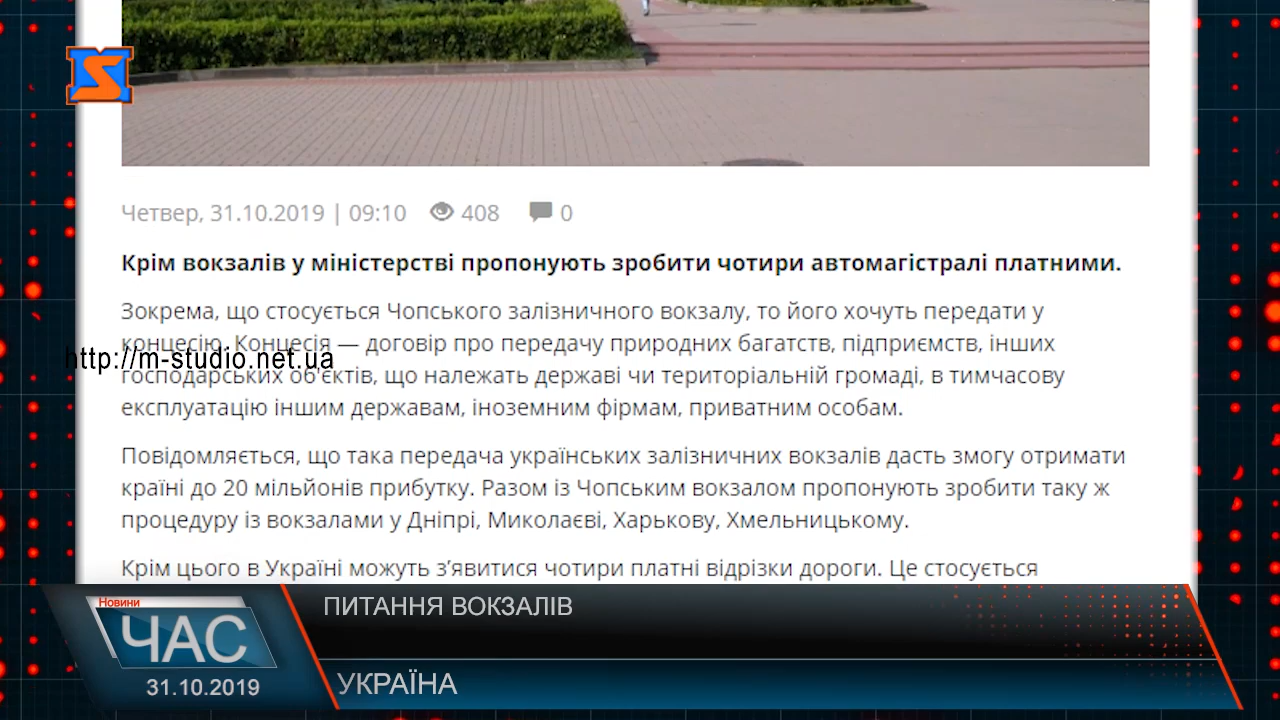 Четвер, 31.10.2019 | 09:10 408 0
Крім вокзалів у міністерстві пропонують зробити чотири автомагістралі платними.
Зокрема, що стосується Чопського залізничного вокзалу, то його хочуть передати у
концесію. Концесія — договір про передачу природних багатств, підприємств, інших
http://m-studio.net.ua
господарських об'єктів, що належать державі чи територіальній громаді, в тимчасову
експлуатацію іншим державам, іноземним фірмам, приватним особам.
Повідомляється, що така передача українських залізничних вокзалів дасть змогу отримати
країні до 20 мільйонів прибутку. Разом із Чопським вокзалом пропонують зробити таку ж
процедуру із вокзалами у Дніпрі, Миколаєві, Харькову, Хмельницькому.
Крім цього в Україні можуть з’явитися чотири платні відрізки дороги. Це стосується
Новини
ЧАС
31.10.2019
ПИТАННЯ ВОКЗАЛІВ
УКРАЇНА